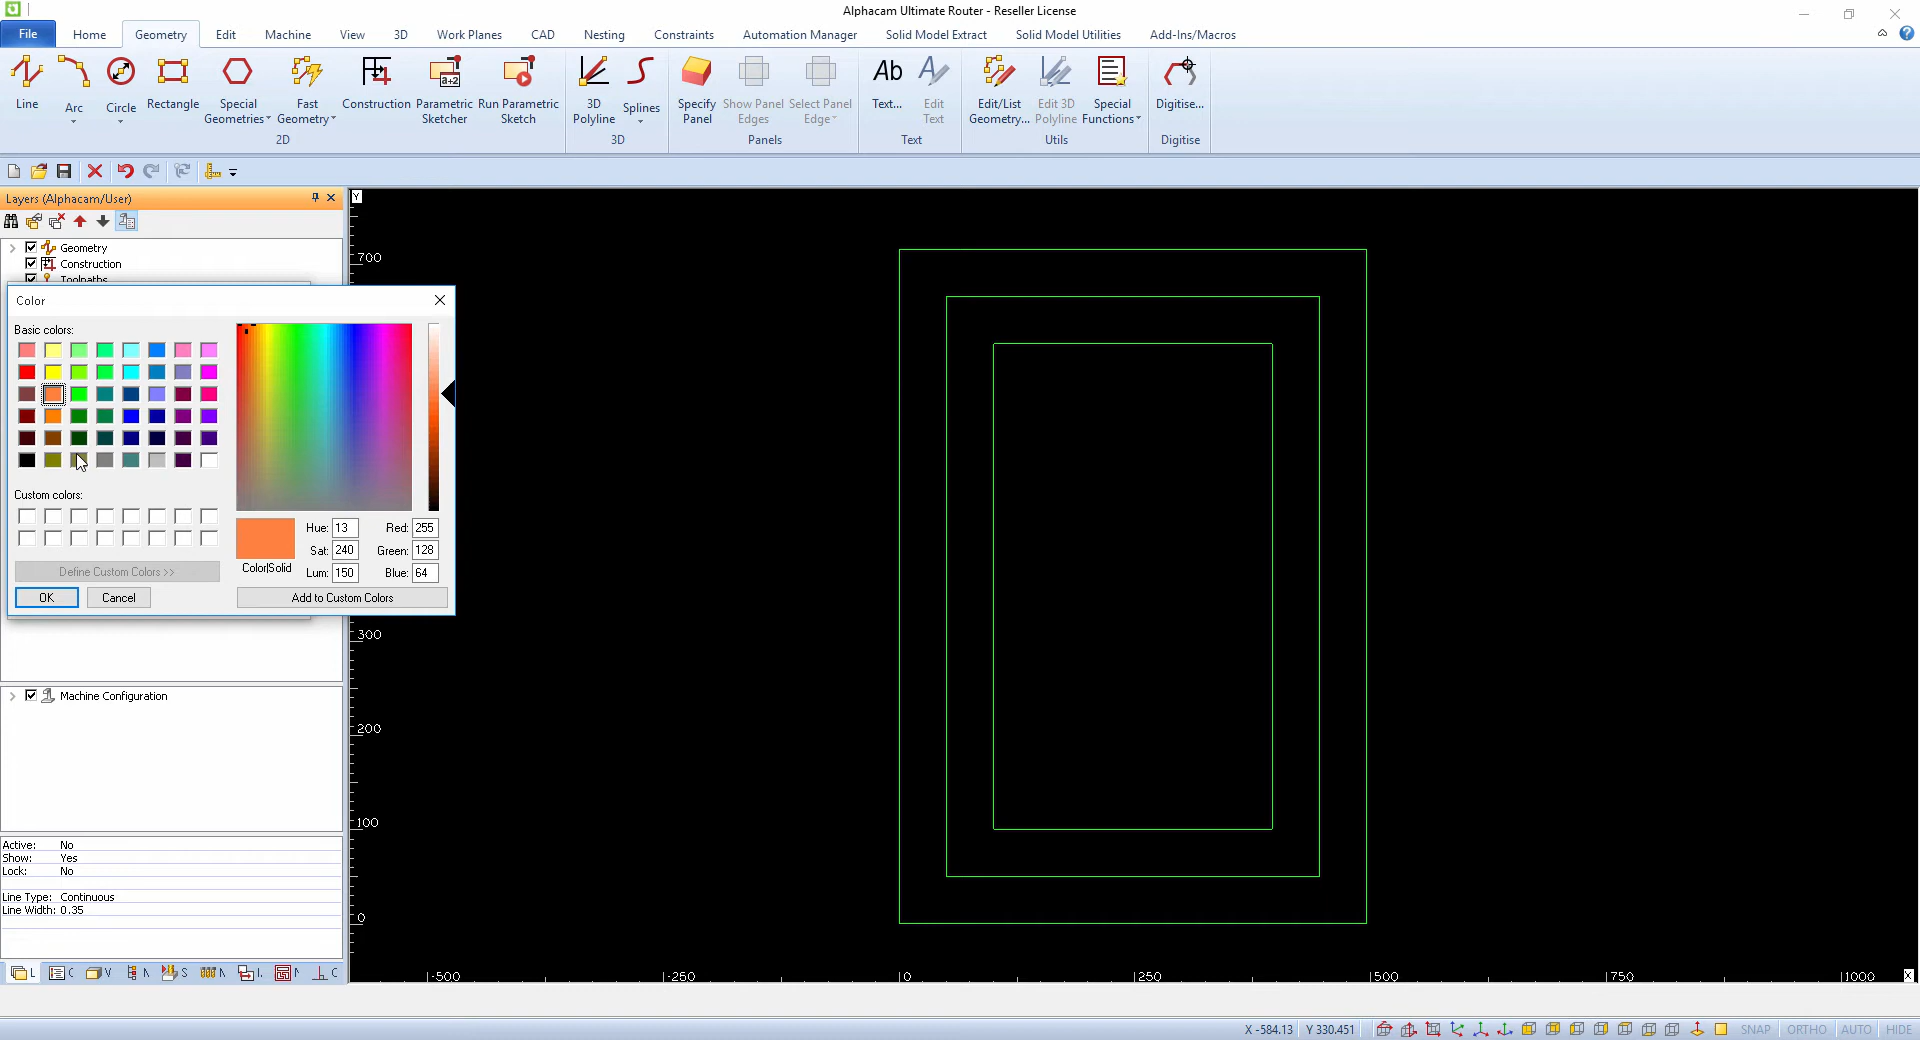 Alphacam Ultimate Router - Reseller License
File Home Geometry Edit Machine View 3D Work Planes CAD Nesting Constraints Automation Manager Solid Model Extract Solid Model Utilities Add-Ins/Macros
Line Arc Circle Rectangle Special Geometries Fast Geometry Construction Parametric Sketcher Run Parametric Sketch 3D Polyline Splines Specify Panel Show Panel Edges Select Panel Edge Text... Edit Text Edit/List Geometry... Edit 3D Polyline Special Functions Digitise...
2D 3D Panels Text Utils Digitise
Layers (Alphacam/User)
Geometry
Construction
Toolpaths
Color
Basic colors:
Custom colors:
Define Custom Colors >>
OK Cancel
Color|Solid
Hue: 13 Red: 255
Sat: 240 Green: 128
Lum: 150 Blue: 64
Add to Custom Colors
Machine Configuration
Active: No
Show: Yes
Lock: No
Line Type: Continuous
Line Width: 0.35
Y
700
300
200
100
0
-500 -250 0 250 500 750 1000 X
X -584.13 Y 330.451 SNAP ORTHO AUTO HIDE